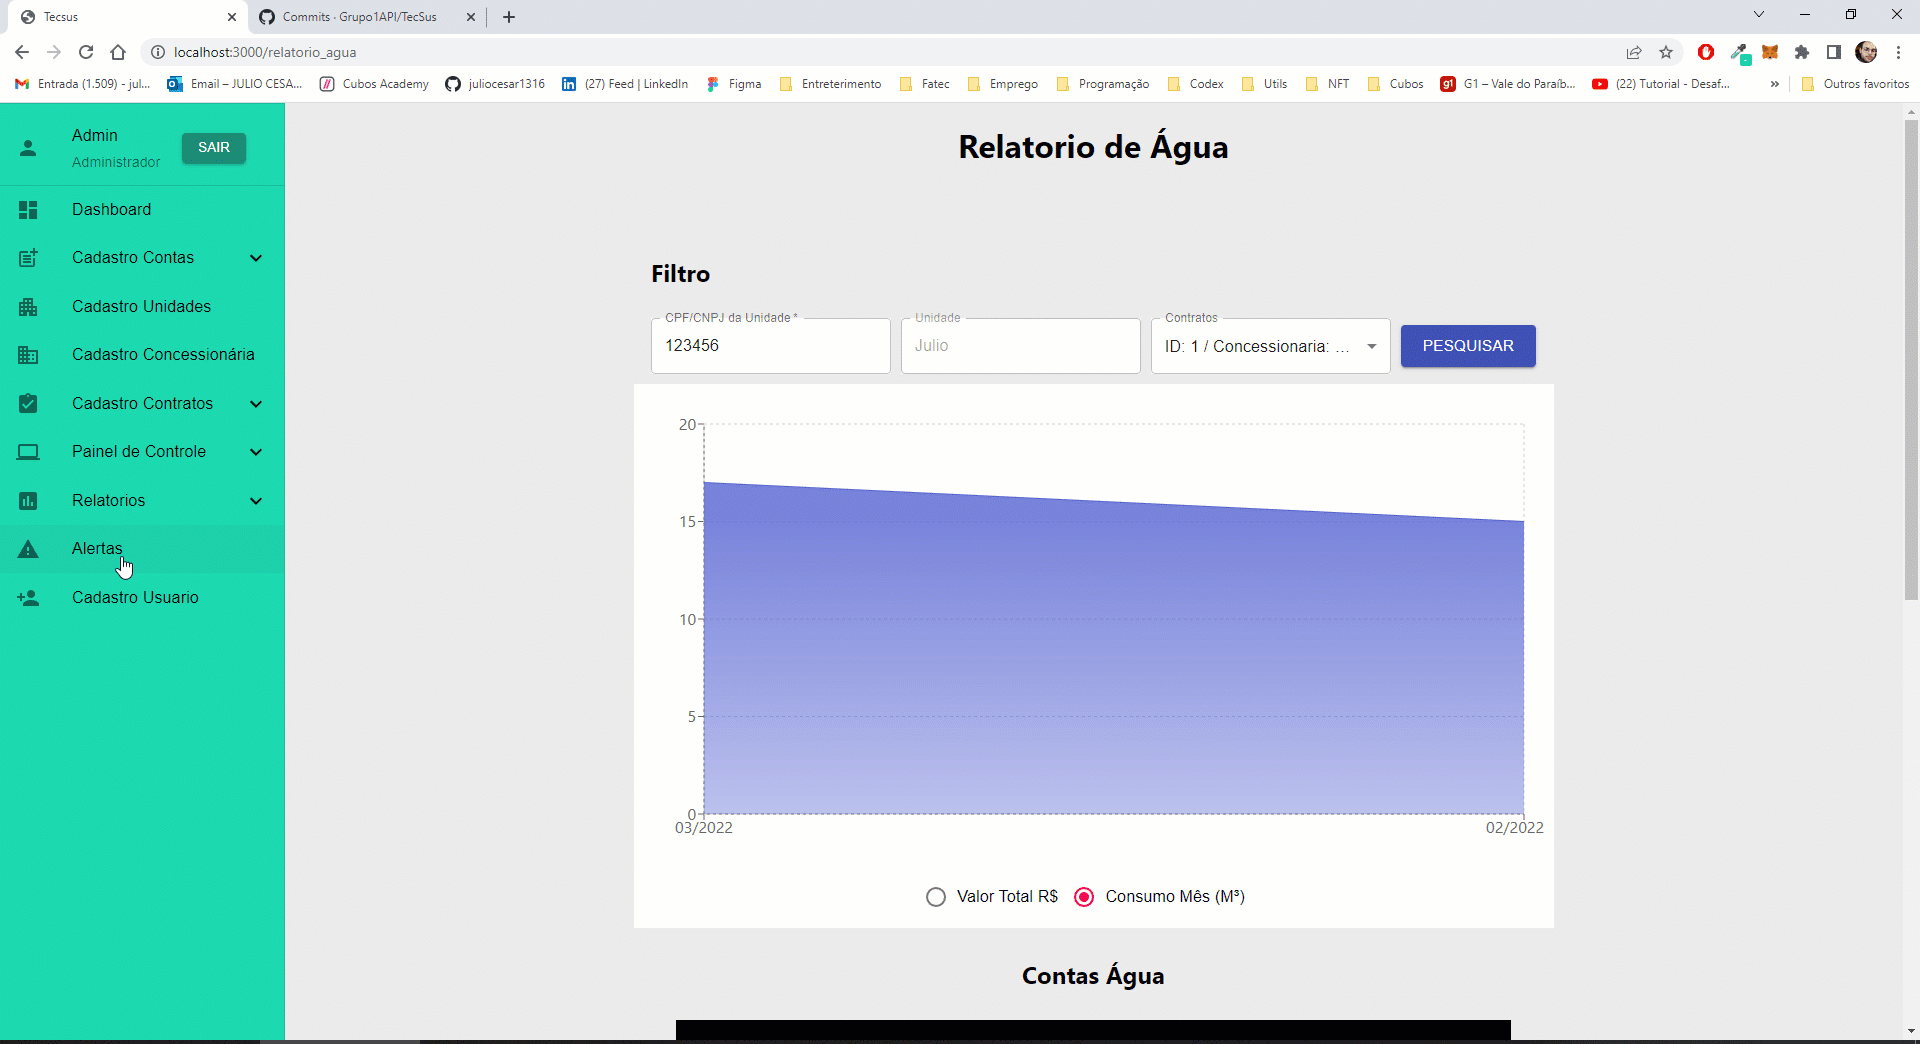 Tecsus
Commits · Grupo1API/TecSus
localhost:3000/relatorio_agua
Entrada (1.509) - jul...
Email – JULIO CESA...
Cubos Academy
juliocesar1316
(27) Feed | LinkedIn
Figma
Entreterimento
Fatec
Emprego
Programação
Codex
Utils
NFT
Cubos
G1 – Vale do Paraíb...
(22) Tutorial - Desaf...
»
Outros favoritos
Admin
Administrador
SAIR
Dashboard
Cadastro Contas
Cadastro Unidades
Cadastro Concessionária
Cadastro Contratos
Painel de Controle
Relatorios
Alertas
Cadastro Usuario
Relatorio de Água
Filtro
CPF/CNPJ da Unidade *
123456
Unidade
Julio
Contratos
ID: 1 / Concessionaria: ...
PESQUISAR
20
15
10
5
0
03/2022
02/2022
Valor Total R$
Consumo Mês (M³)
Contas Água